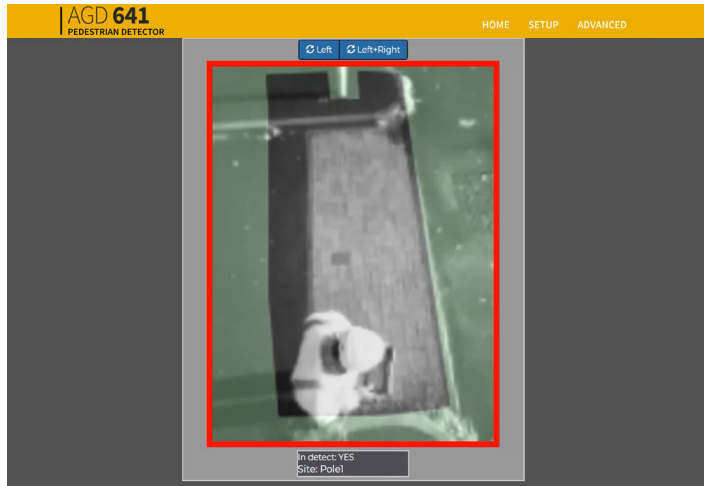 AGD 641
PEDESTRIAN DETECTOR
HOME SETUP ADVANCED
Left Left+Right
In detect: YES
Site: Pole1